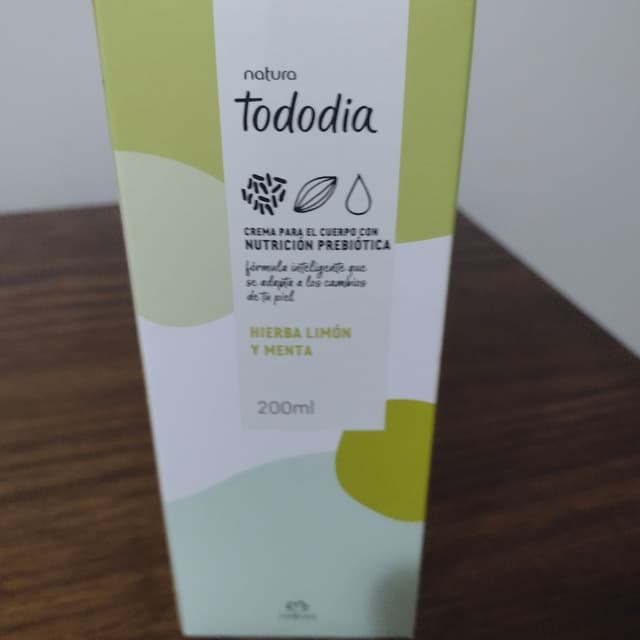 natura
tododia
CREMA PARA EL CUERPO CON
NUTRICIÓN PREBIÓTICA
fórmula inteligente que
se adapta a los cambios
de tu piel
HIERBA LIMÓN
Y MENTA
200ml